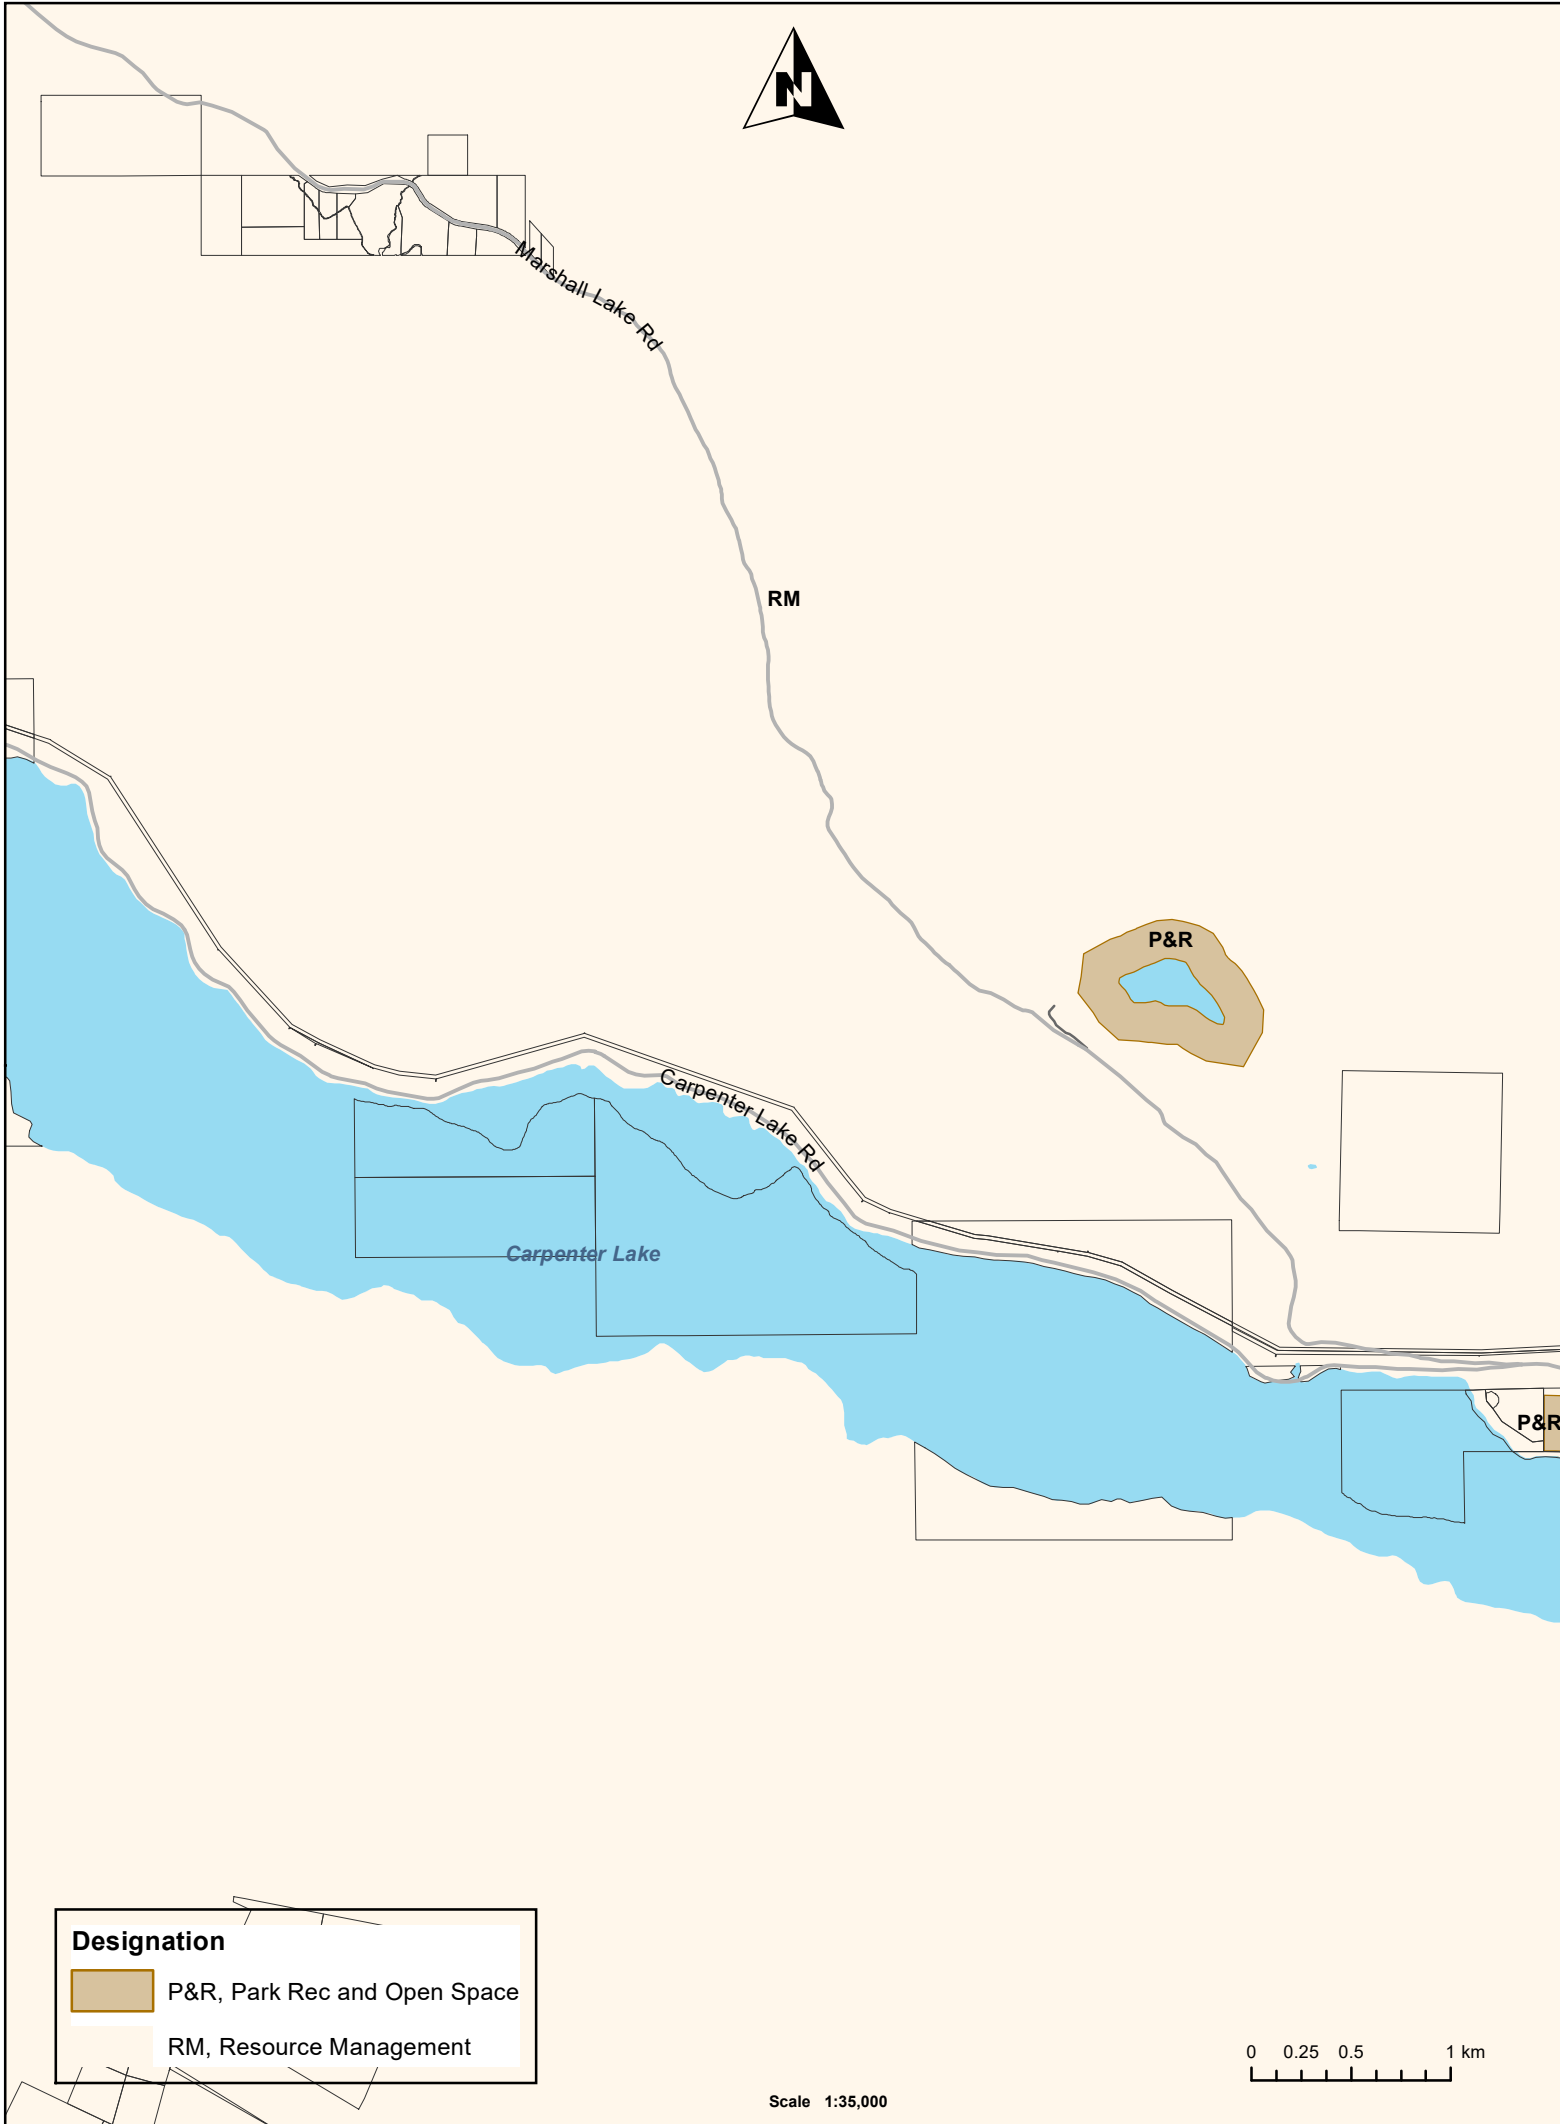 N
Marshall Lake Rd
RM
P&R
Carpenter Lake Rd
Carpenter Lake
P&R
Designation
P&R, Park Rec and Open Space
RM, Resource Management
0 0.25 0.5 1 km
Scale 1:35,000